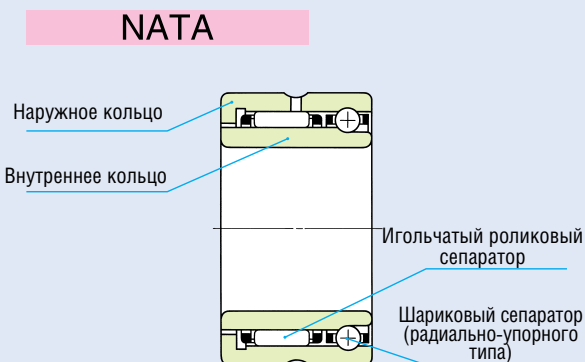 NATA
Наружное кольцо
Внутреннее кольцо
Игольчатый роликовый
сепаратор
Шариковый сепаратор
(радиально-упорного
типа)